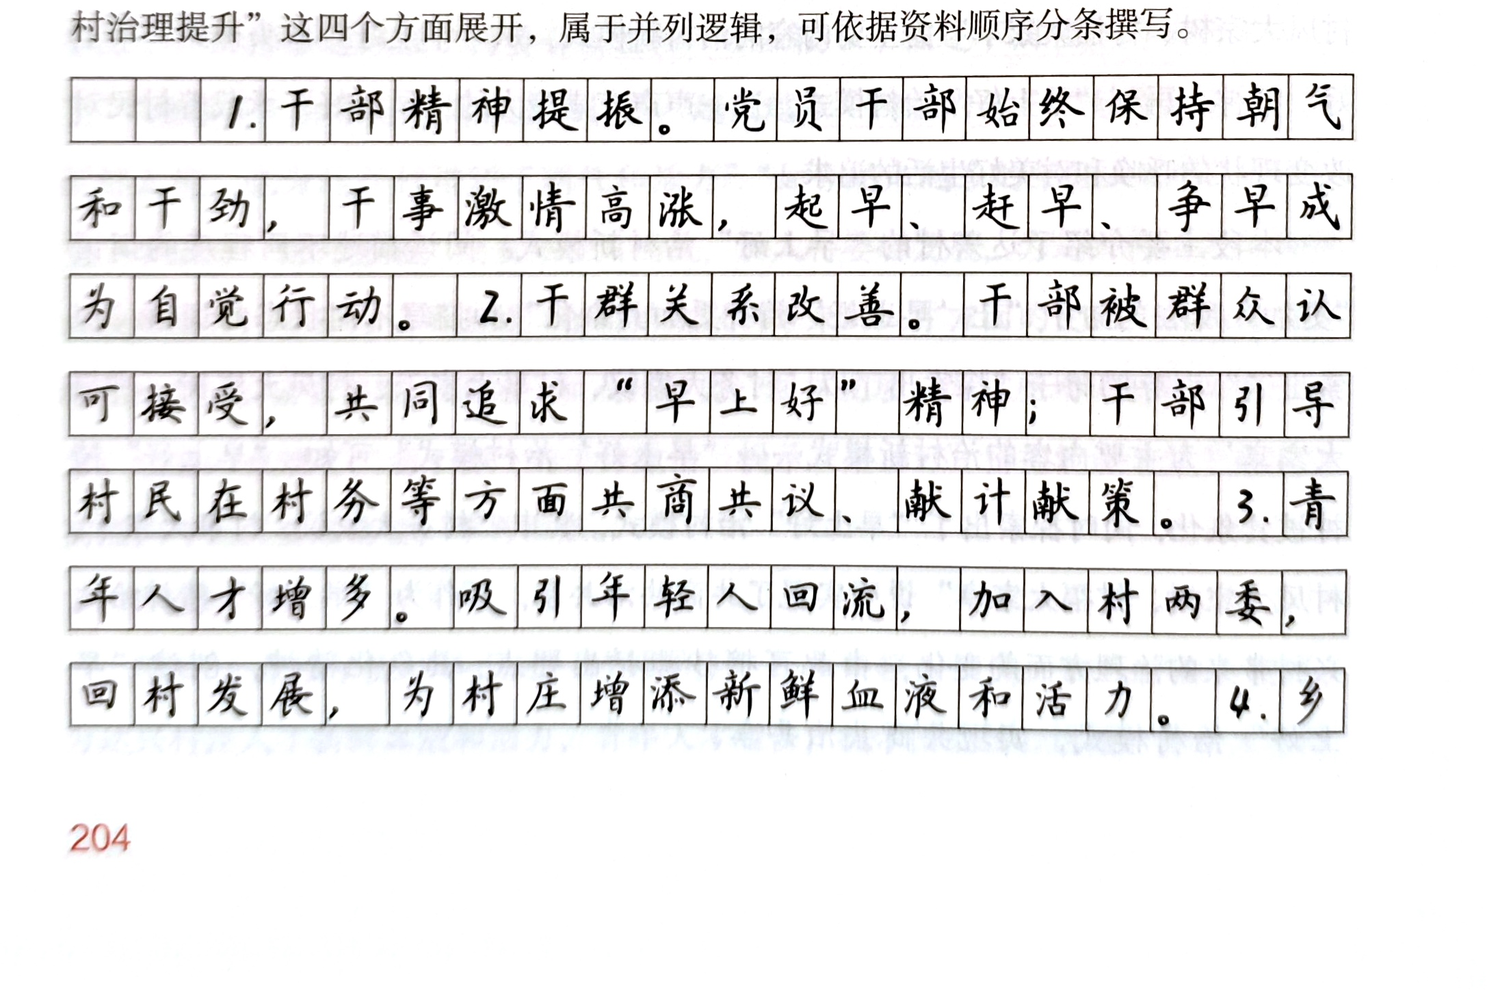 村治理提升”这四个方面展开，属于并列逻辑，可依据资料顺序分条撰写。
1.干部精神提振。党员干部始终保持朝气
和干劲，干事激情高涨，起早、赶早、争早成
为自觉行动。2.干群关系改善。干部被群众认
可接受，共同追求“早上好”精神；干部引导
村民在村务等方面共商共议、献计献策。3.青
年人才增多。吸引年轻人回流，加入村两委，
回村发展，为村庄增添新鲜血液和活力。4.乡
204